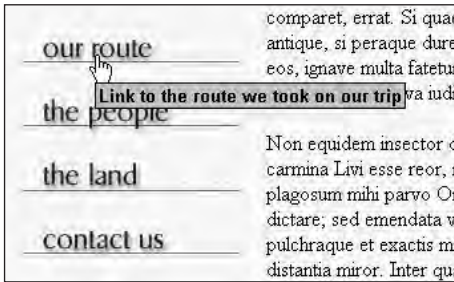 our route
Link to the route we took on our trip
the people
the land
contact us
comparet, errat. Si quae
antique, si peraque dure
eos, ignave multa fatetur
va iudi
Non equidem insector d
carmina Livi esse reor,
plagosum mihi parvo Or
dictare; sed emendata v
pulchraque et exactis m
distantia miror. Inter qua